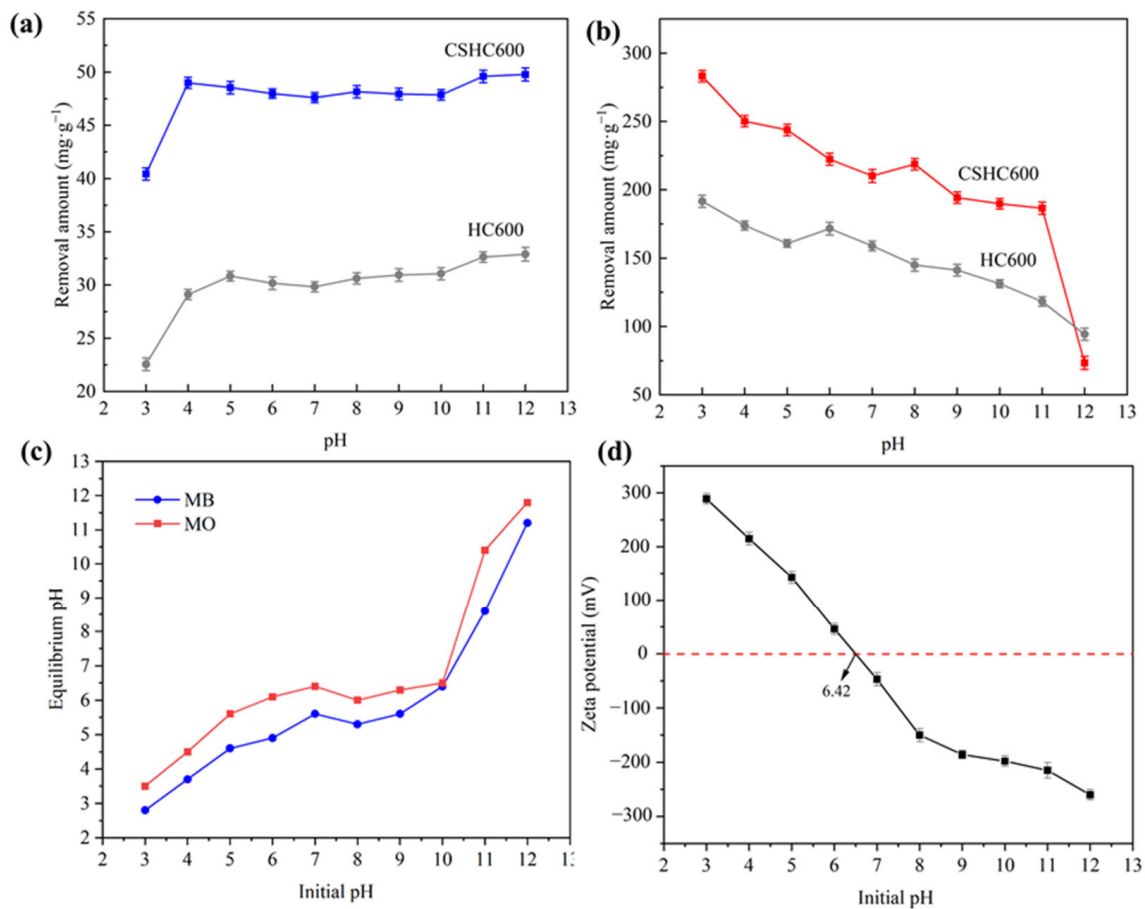 (a)
55
50
45
40
35
30
25
20
Removal amount (mg·g⁻¹)
CSHC600
HC600
2 3 4 5 6 7 8 9 10 11 12 13
pH
(b)
300
250
200
150
100
50
Removal amount (mg·g⁻¹)
CSHC600
HC600
2 3 4 5 6 7 8 9 10 11 12 13
pH
(c)
13
12
11
10
9
8
7
6
5
4
3
2
Equilibrium pH
MB
MO
2 3 4 5 6 7 8 9 10 11 12 13
Initial pH
(d)
300
200
100
0
−100
−200
−300
Zeta potential (mV)
6.42
2 3 4 5 6 7 8 9 10 11 12 13
Initial pH